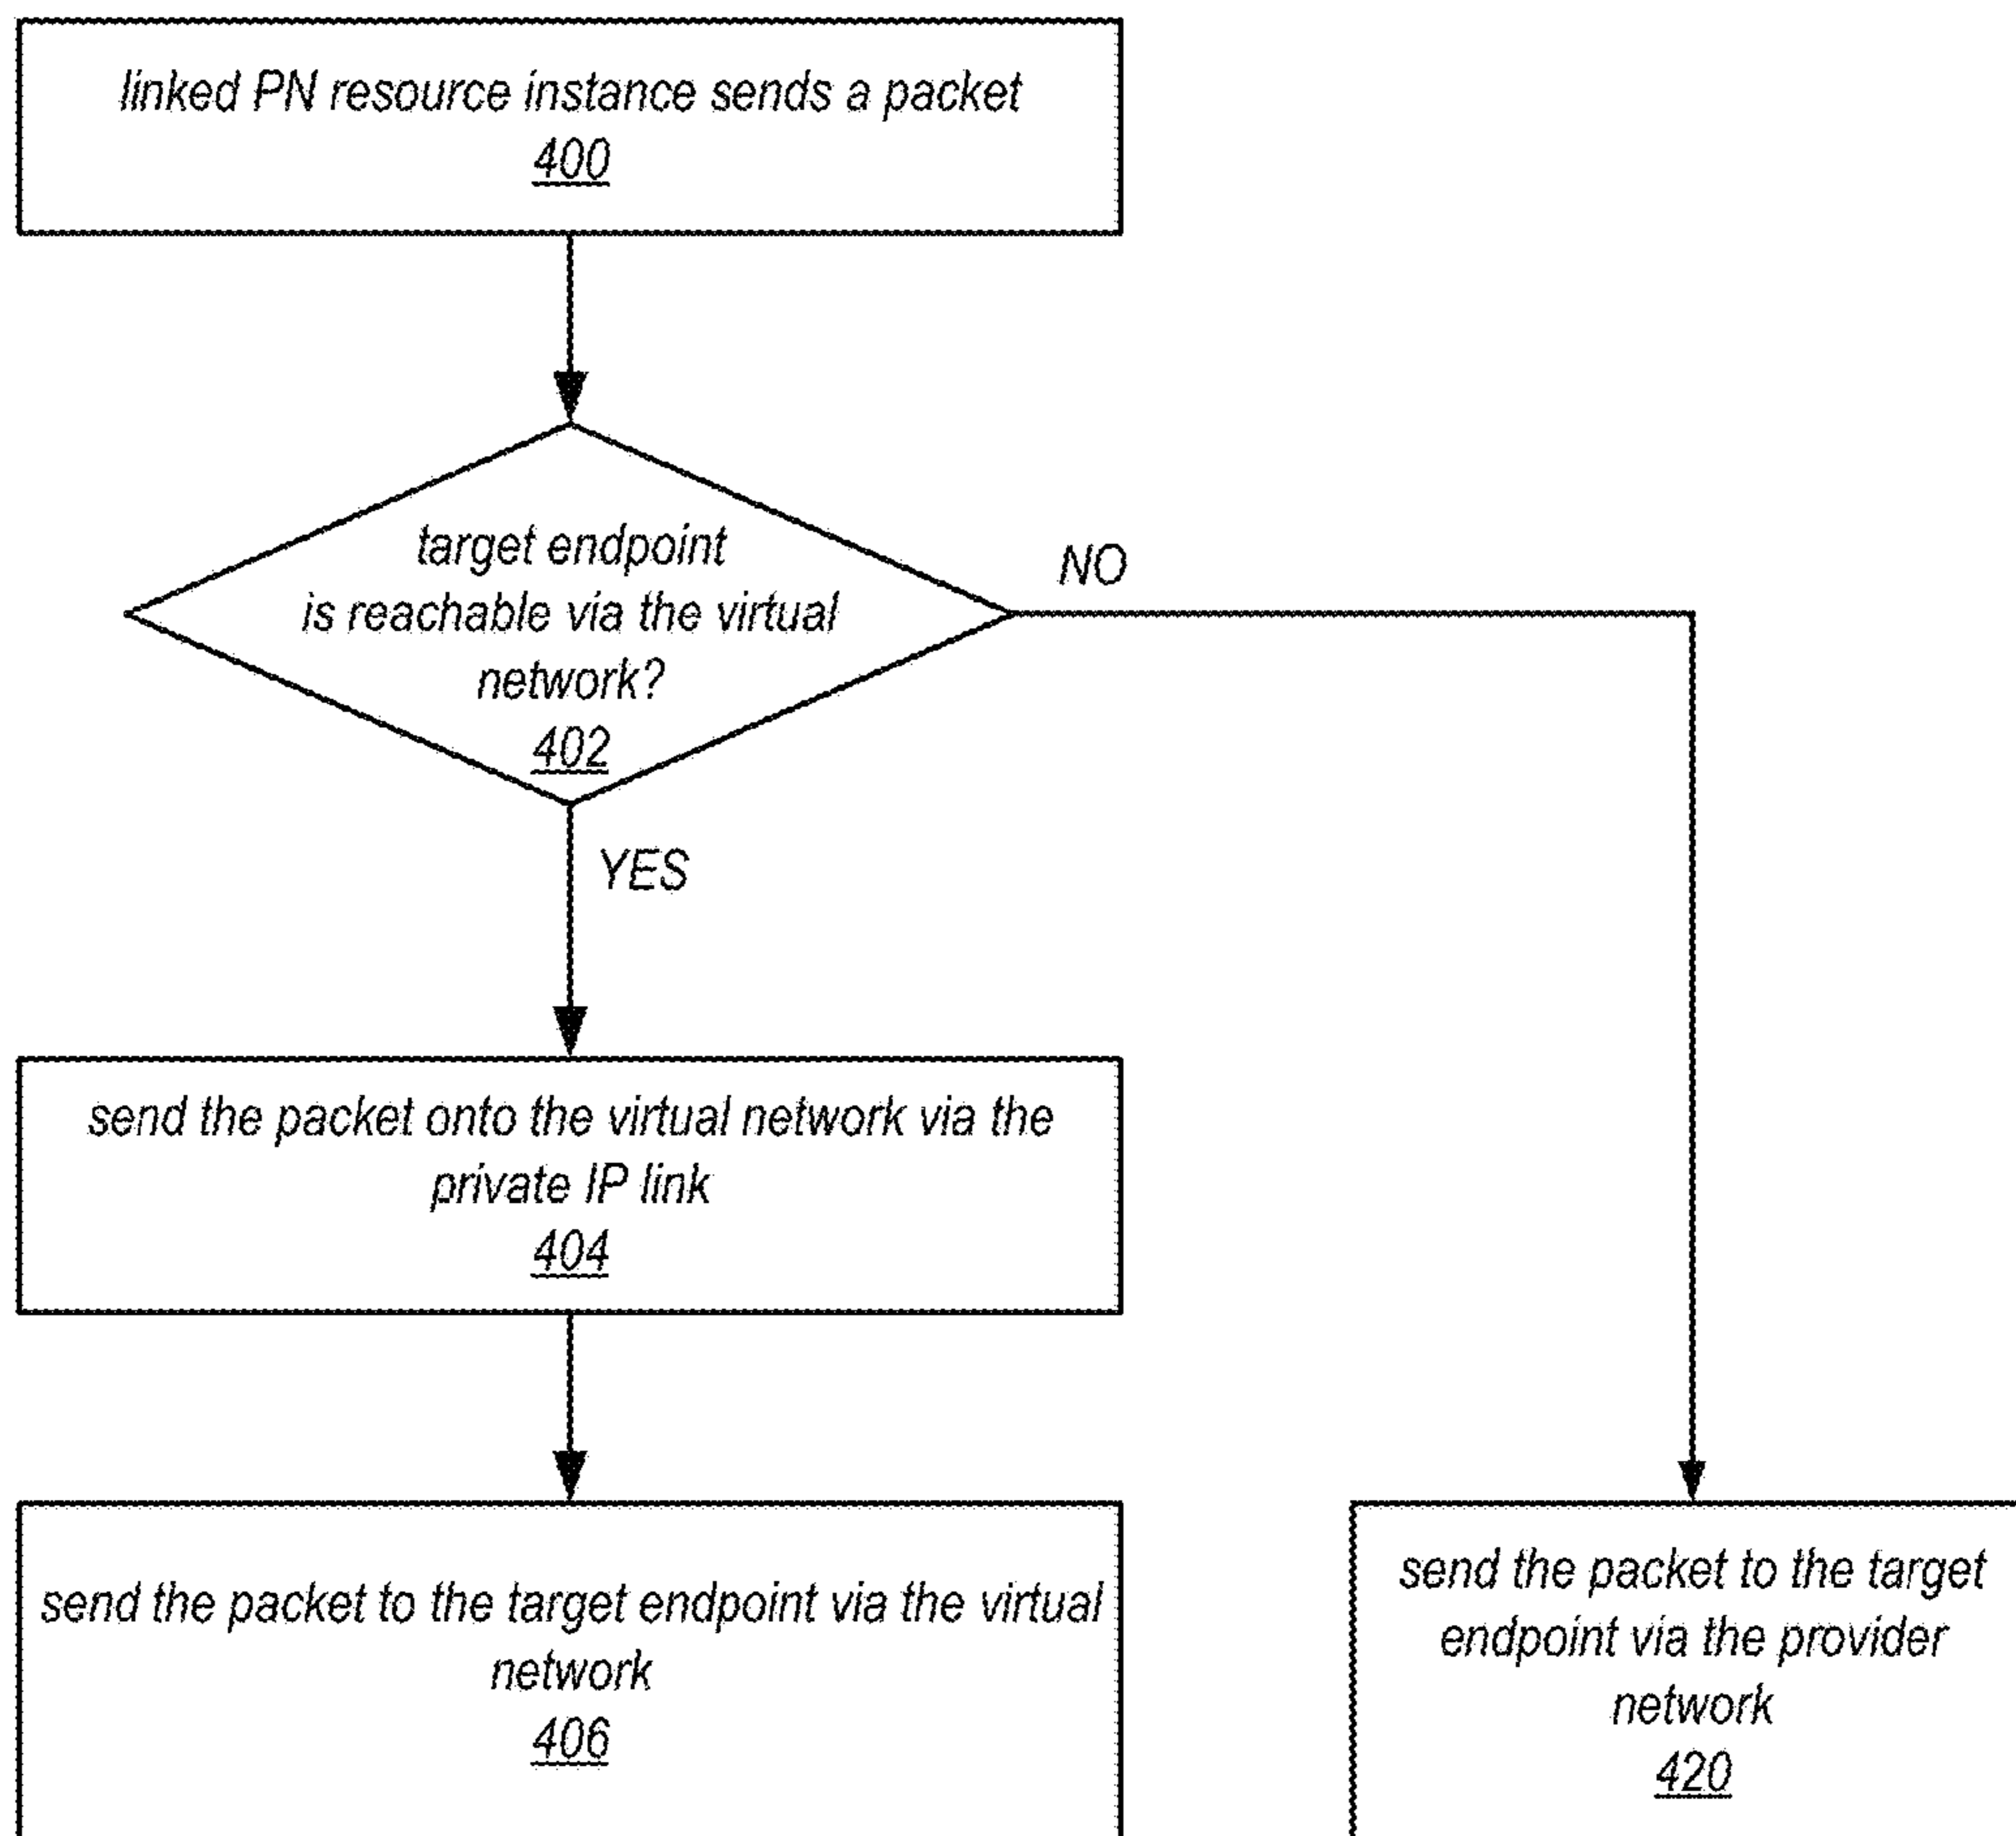 linked PN resource instance sends a packet
400
target endpoint
is reachable via the virtual
network?
402
NO
YES
send the packet onto the virtual network via the
private IP link
404
send the packet to the target endpoint via the virtual
network
406
send the packet to the target
endpoint via the provider
network
420